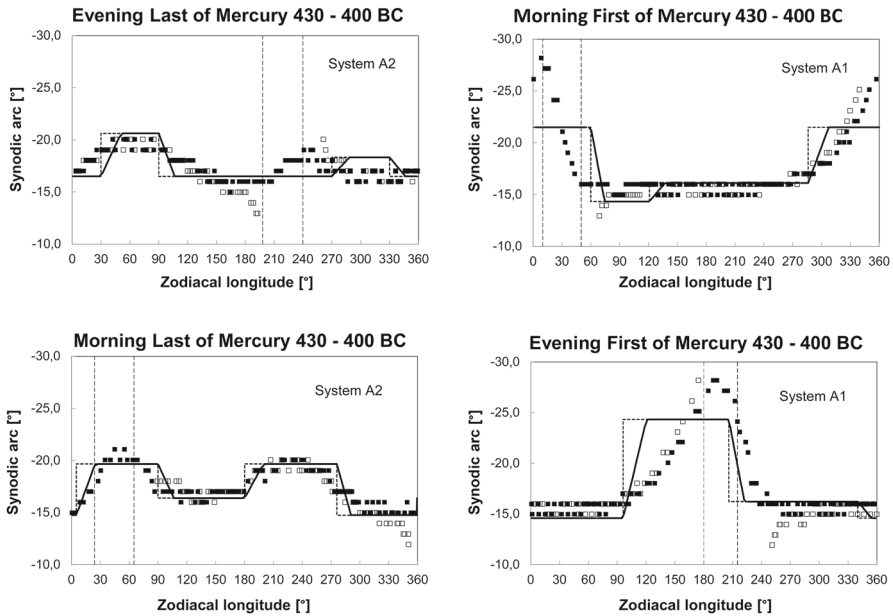 Evening Last of Mercury 430 - 400 BC
-30,0
-25,0
-20,0
-15,0
-10,0
Synodic arc [°]
System A2
0 30 60 90 120 150 180 210 240 270 300 330 360
Zodiacal longitude [°]
Morning First of Mercury 430 - 400 BC
-30,0
-25,0
-20,0
-15,0
-10,0
Synodic arc [°]
System A1
0 30 60 90 120 150 180 210 240 270 300 330 360
Zodiacal longitude [°]
Morning Last of Mercury 430 - 400 BC
-30,0
-25,0
-20,0
-15,0
-10,0
Synodic arc [°]
System A2
0 30 60 90 120 150 180 210 240 270 300 330 360
Zodiacal longitude [°]
Evening First of Mercury 430 - 400 BC
-30,0
-25,0
-20,0
-15,0
-10,0
Synodic arc [°]
System A1
0 30 60 90 120 150 180 210 240 270 300 330 360
Zodiacal longitude [°]